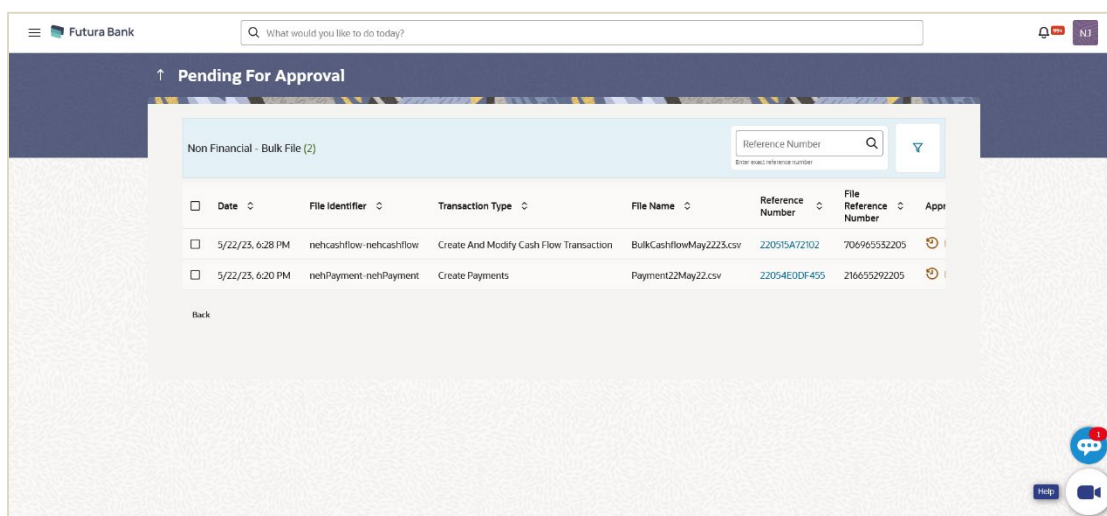 Futura Bank
What would you like to do today?
99+
NJ
↑ Pending For Approval
Non Financial - Bulk File (2)
Reference Number
Enter exact reference number
Date File Identifier Transaction Type File Name Reference Number File Reference Number Appr
5/22/23, 6:28 PM nehcashflow-nehcashflow Create And Modify Cash Flow Transaction BulkCashflowMay2223.csv 220515A72102 706965532205
5/22/23, 6:20 PM nehPayment-nehPayment Create Payments Payment22May22.csv 22054E0DF455 216655292205
Back
1
Help